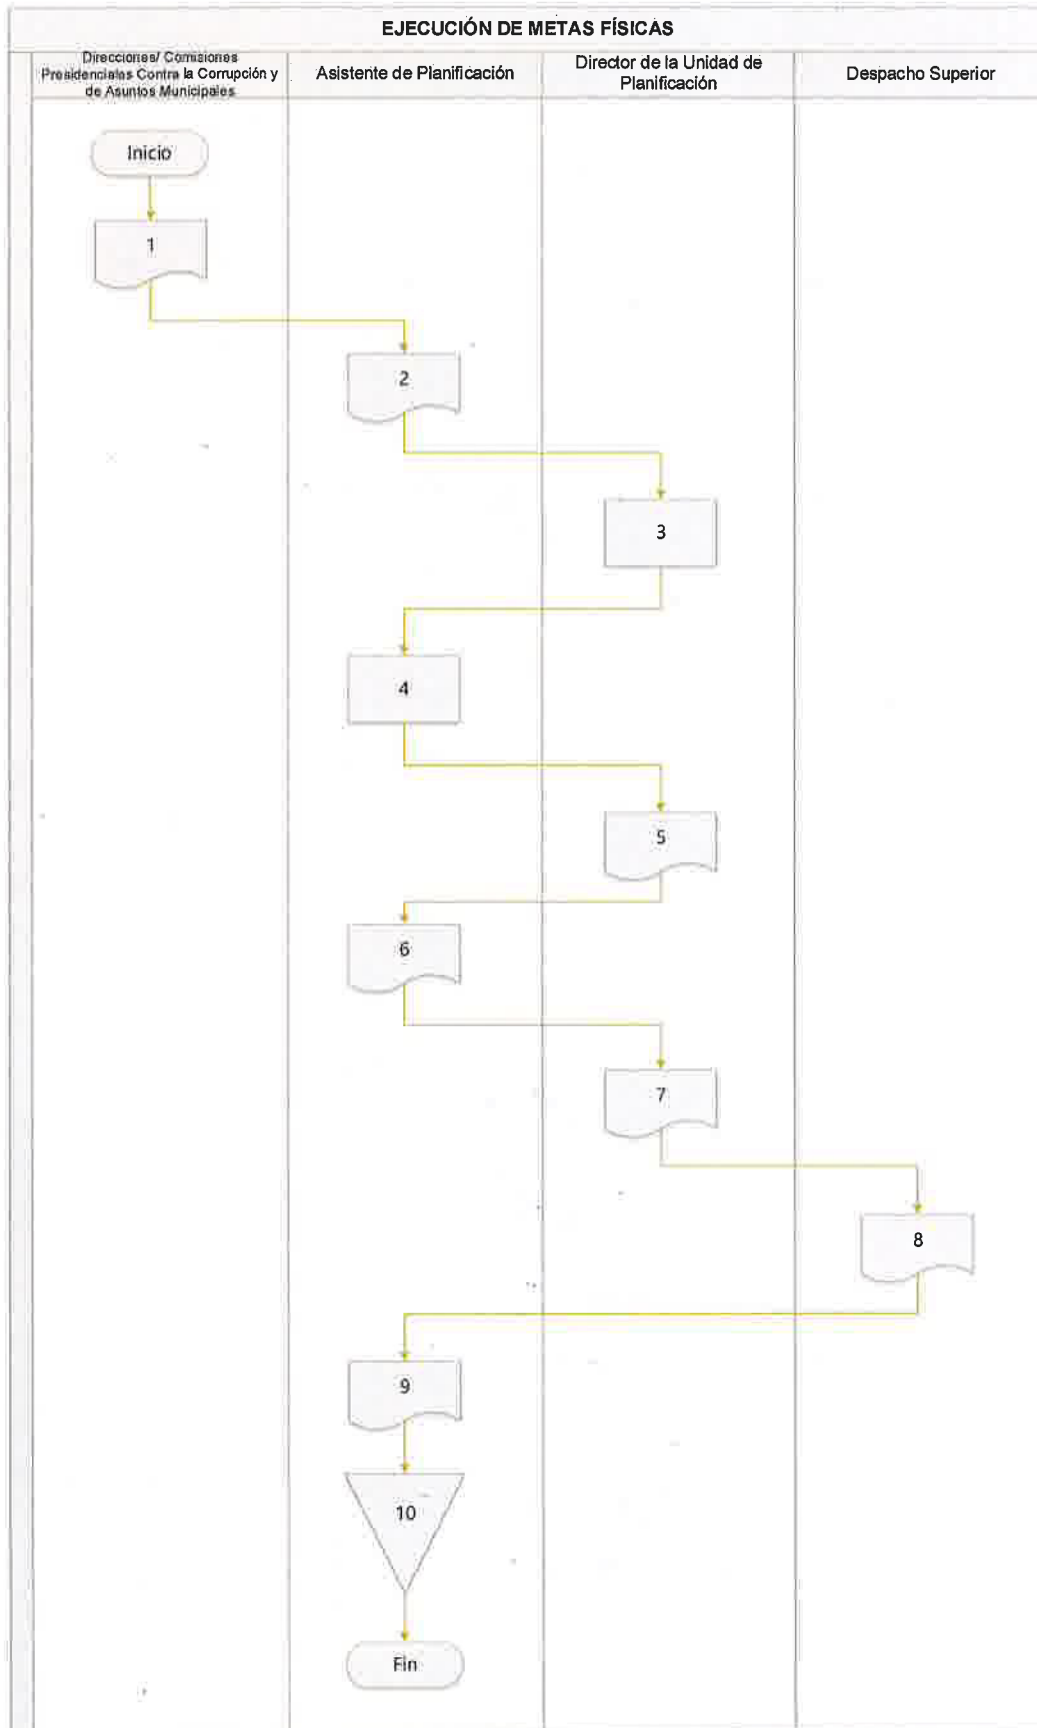 EJECUCIÓN DE METAS FÍSICAS
Direcciones/ Comisiones
Presidenciales Contra la Corrupción y
de Asuntos Municipales
Asistente de Planificación
Director de la Unidad de
Planificación
Despacho Superior
Inicio
1
2
3
4
5
6
7
8
9
10
Fin